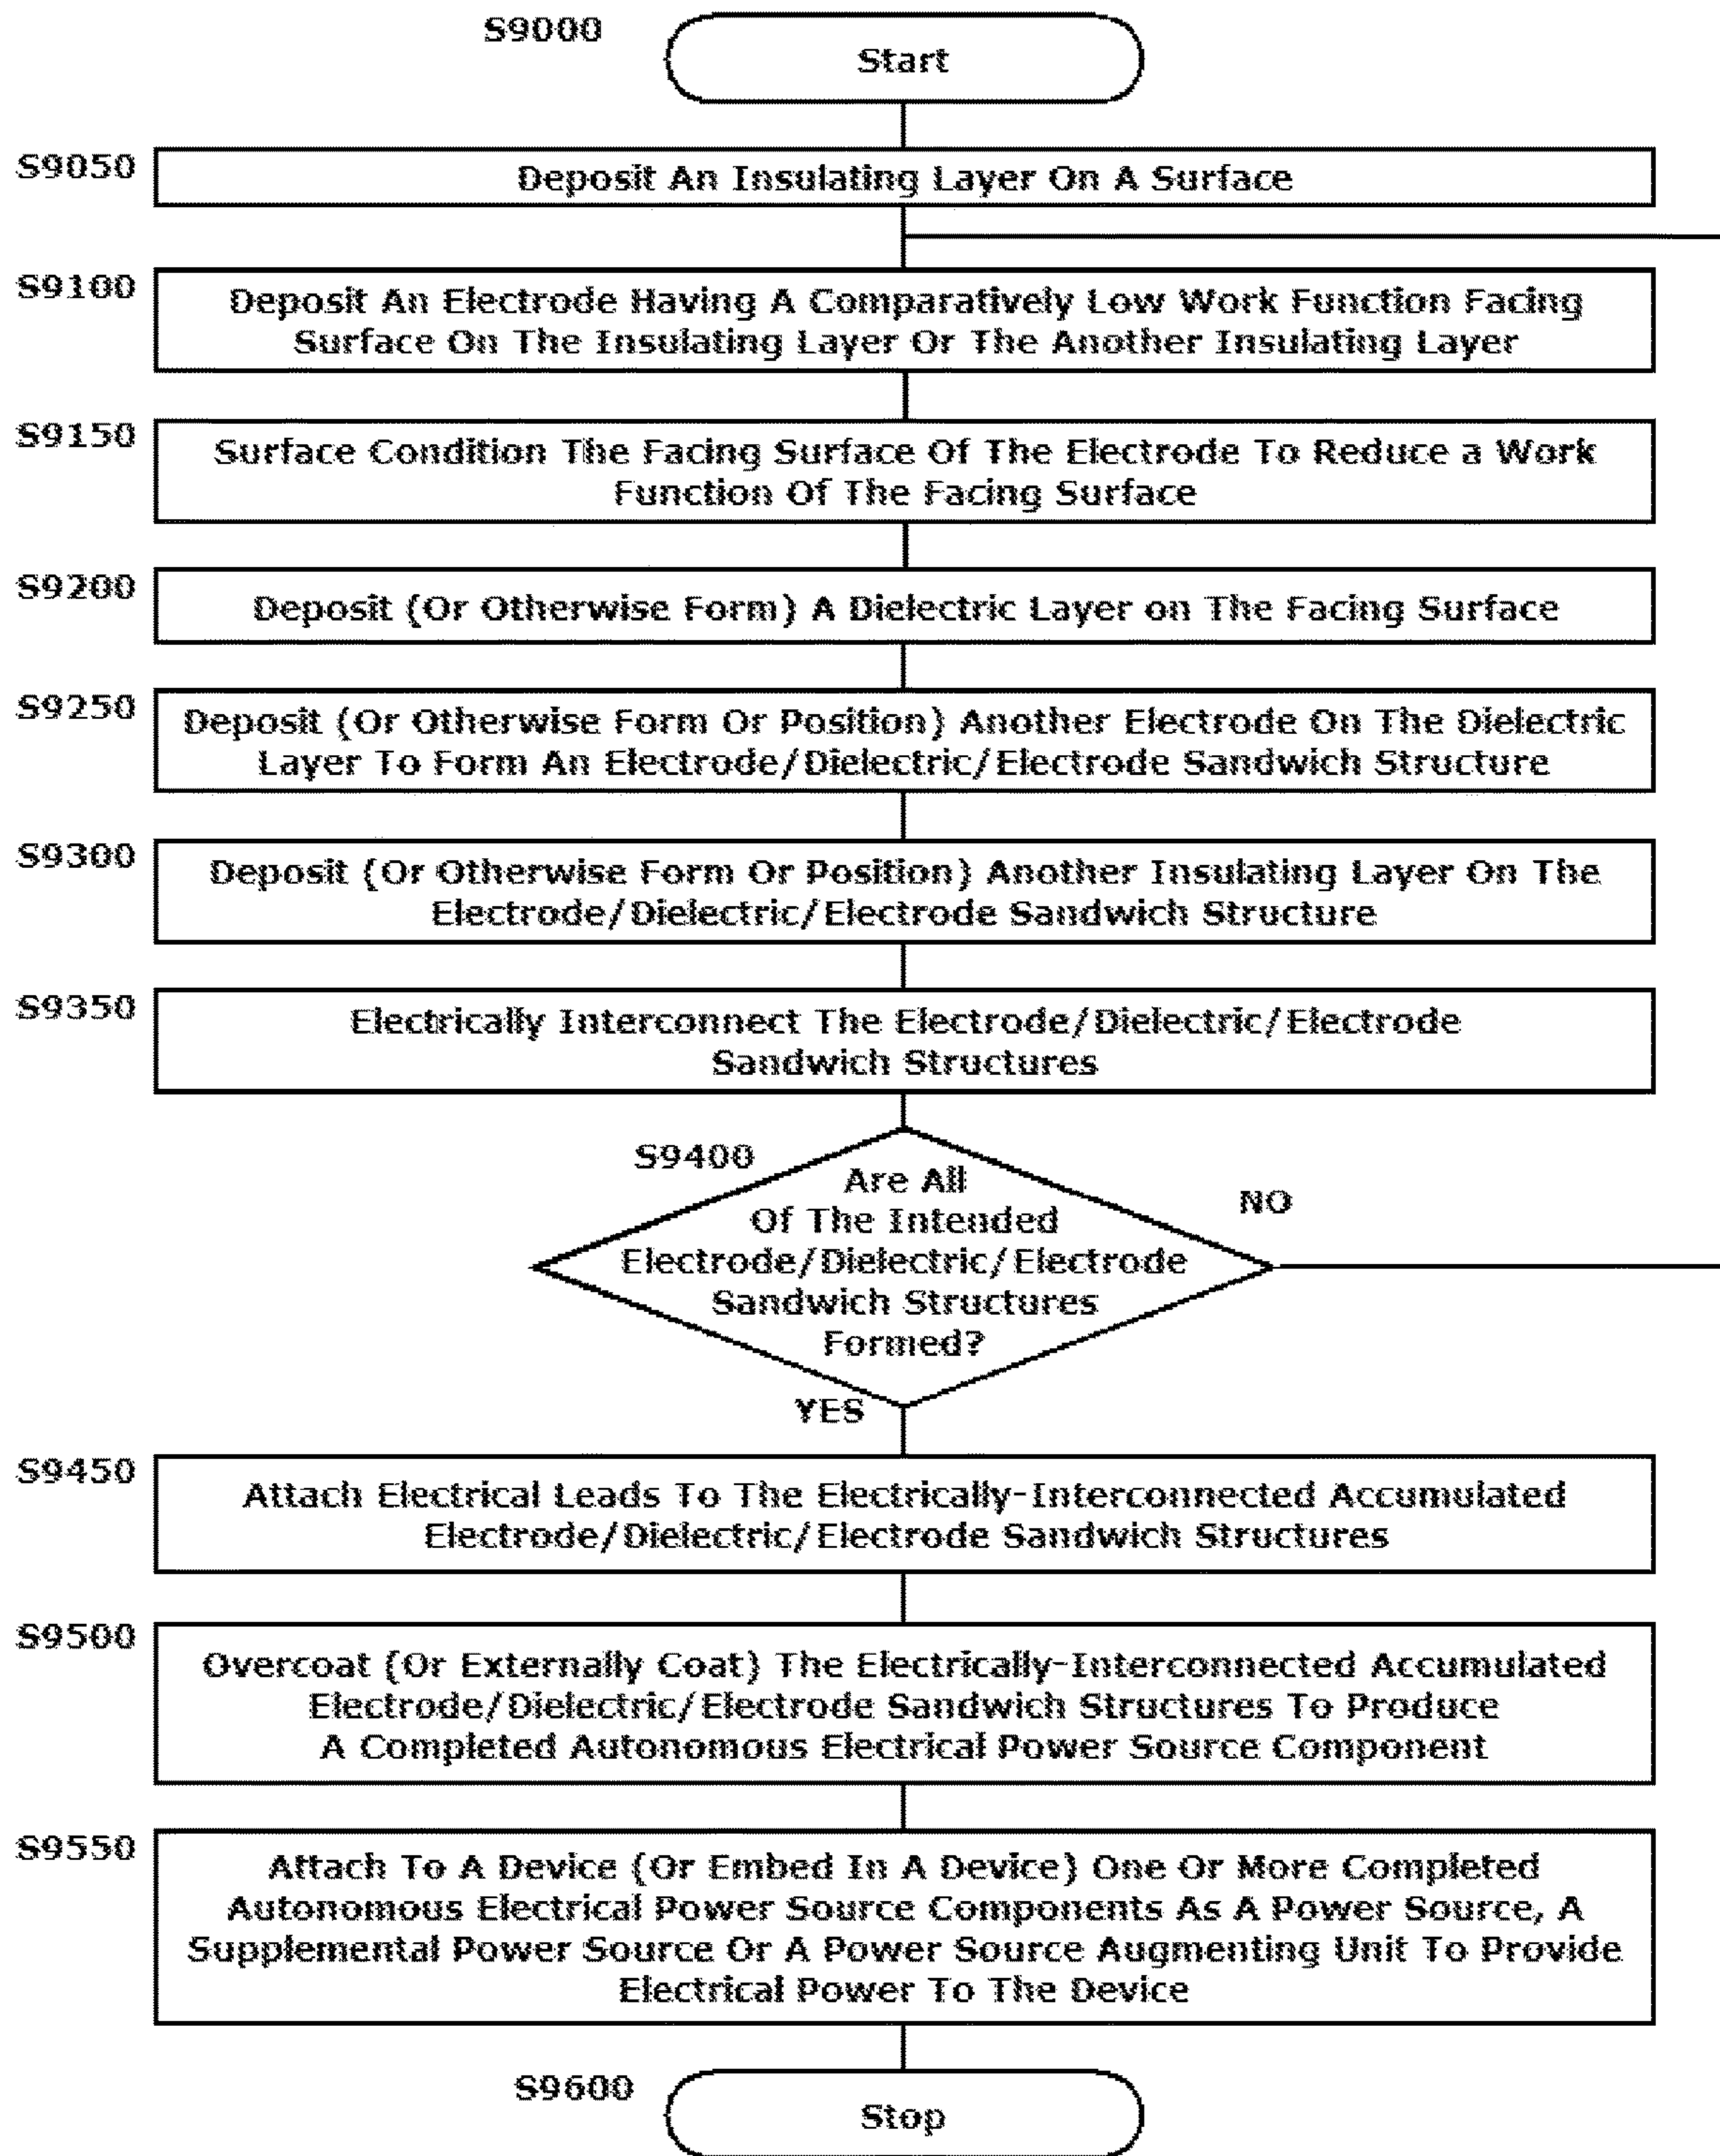 S9000
Start
S9050
Deposit An Insulating Layer On A Surface
S9100
Deposit An Electrode Having A Comparatively Low Work Function Facing
Surface On The Insulating Layer Or The Another Insulating Layer
S9150
Surface Condition The Facing Surface Of The Electrode To Reduce a Work
Function Of The Facing Surface
S9200
Deposit (Or Otherwise Form) A Dielectric Layer on The Facing Surface
S9250
Deposit (Or Otherwise Form Or Position) Another Electrode On The Dielectric
Layer To Form An Electrode/Dielectric/Electrode Sandwich Structure
S9300
Deposit (Or Otherwise Form Or Position) Another Insulating Layer On The
Electrode/Dielectric/Electrode Sandwich Structure
S9350
Electrically Interconnect The Electrode/Dielectric/Electrode
Sandwich Structures
S9400
Are All
Of The Intended
Electrode/Dielectric/Electrode
Sandwich Structures
Formed?
NO
YES
S9450
Attach Electrical Leads To The Electrically-Interconnected Accumulated
Electrode/Dielectric/Electrode Sandwich Structures
S9500
Overcoat (Or Externally Coat) The Electrically-Interconnected Accumulated
Electrode/Dielectric/Electrode Sandwich Structures To Produce
A Completed Autonomous Electrical Power Source Component
S9550
Attach To A Device (Or Embed In A Device) One Or More Completed
Autonomous Electrical Power Source Components As A Power Source, A
Supplemental Power Source Or A Power Source Augmenting Unit To Provide
Electrical Power To The Device
S9600
Stop